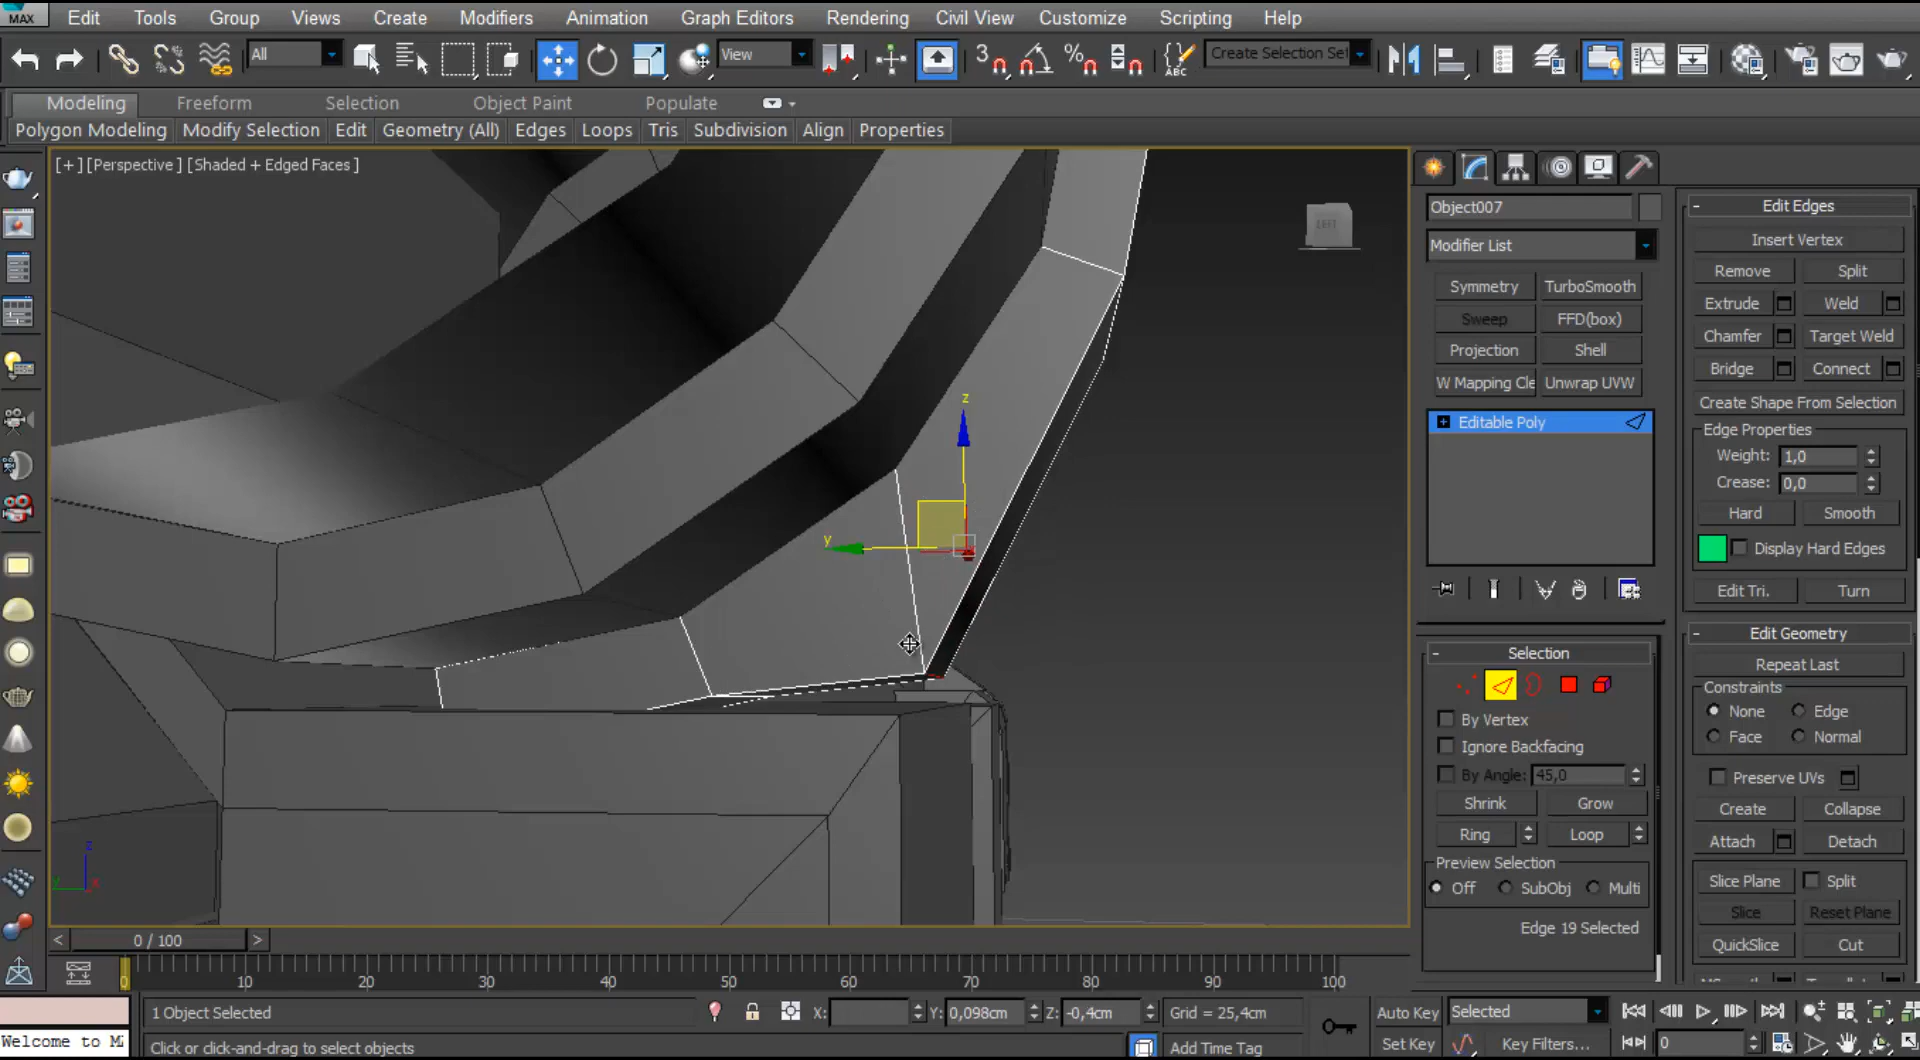 MAX Edit Tools Group Views Create Modifiers Animation Graph Editors Rendering Civil View Customize Scripting Help
All View 3 % ABC Create Selection Set
Modeling Freeform Selection Object Paint Populate
Polygon Modeling Modify Selection Edit Geometry (All) Edges Loops Tris Subdivision Align Properties
[+] [Perspective ] [Shaded + Edged Faces ]
LEFT
z
y
z
y x
Object007
Modifier List
Symmetry TurboSmooth
Sweep FFD(box)
Projection Shell
W Mapping Cle Unwrap UVW
+ Editable Poly
- Selection
By Vertex
Ignore Backfacing
By Angle: 45,0
Shrink Grow
Ring Loop
Preview Selection
Off SubObj Multi
Edge 19 Selected
- Edit Edges
Insert Vertex
Remove Split
Extrude Weld
Chamfer Target Weld
Bridge Connect
Create Shape From Selection
Edge Properties
Weight: 1,0
Crease: 0,0
Hard Smooth
Display Hard Edges
Edit Tri. Turn
- Edit Geometry
Repeat Last
Constraints
None Edge
Face Normal
Preserve UVs
Create Collapse
Attach Detach
Slice Plane Split
Slice Reset Plane
QuickSlice Cut
< 0 / 100 >
0 10 20 30 40 50 60 70 80 90 100
1 Object Selected X: Y: 0,098cm Z: -0,4cm Grid = 25,4cm Auto Key Selected
Welcome to M Click or click-and-drag to select objects Add Time Tag Set Key Key Filters... 0